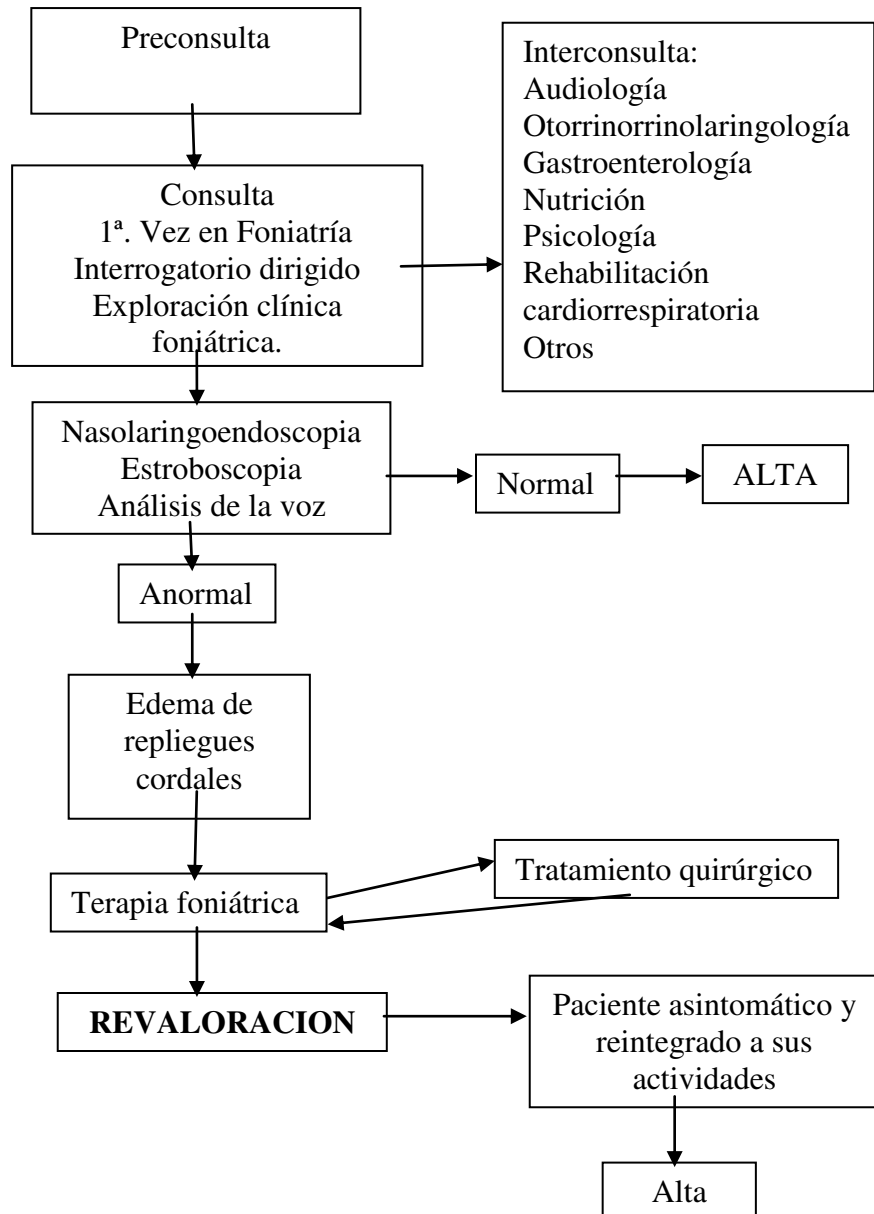 Preconsulta
Interconsulta:
Audiología
Otorrinorrinolaringología
Gastroenterología
Nutrición
Psicología
Rehabilitación
cardiorrespiratoria
Otros
Consulta
1ª. Vez en Foniatría
Interrogatorio dirigido
Exploración clínica
foniátrica.
Nasolaringoendoscopia
Estroboscopia
Análisis de la voz
Normal
ALTA
Anormal
Edema de
repliegues
cordales
Terapia foniátrica
Tratamiento quirúrgico
REVALORACION
Paciente asintomático y
reintegrado a sus
actividades
Alta